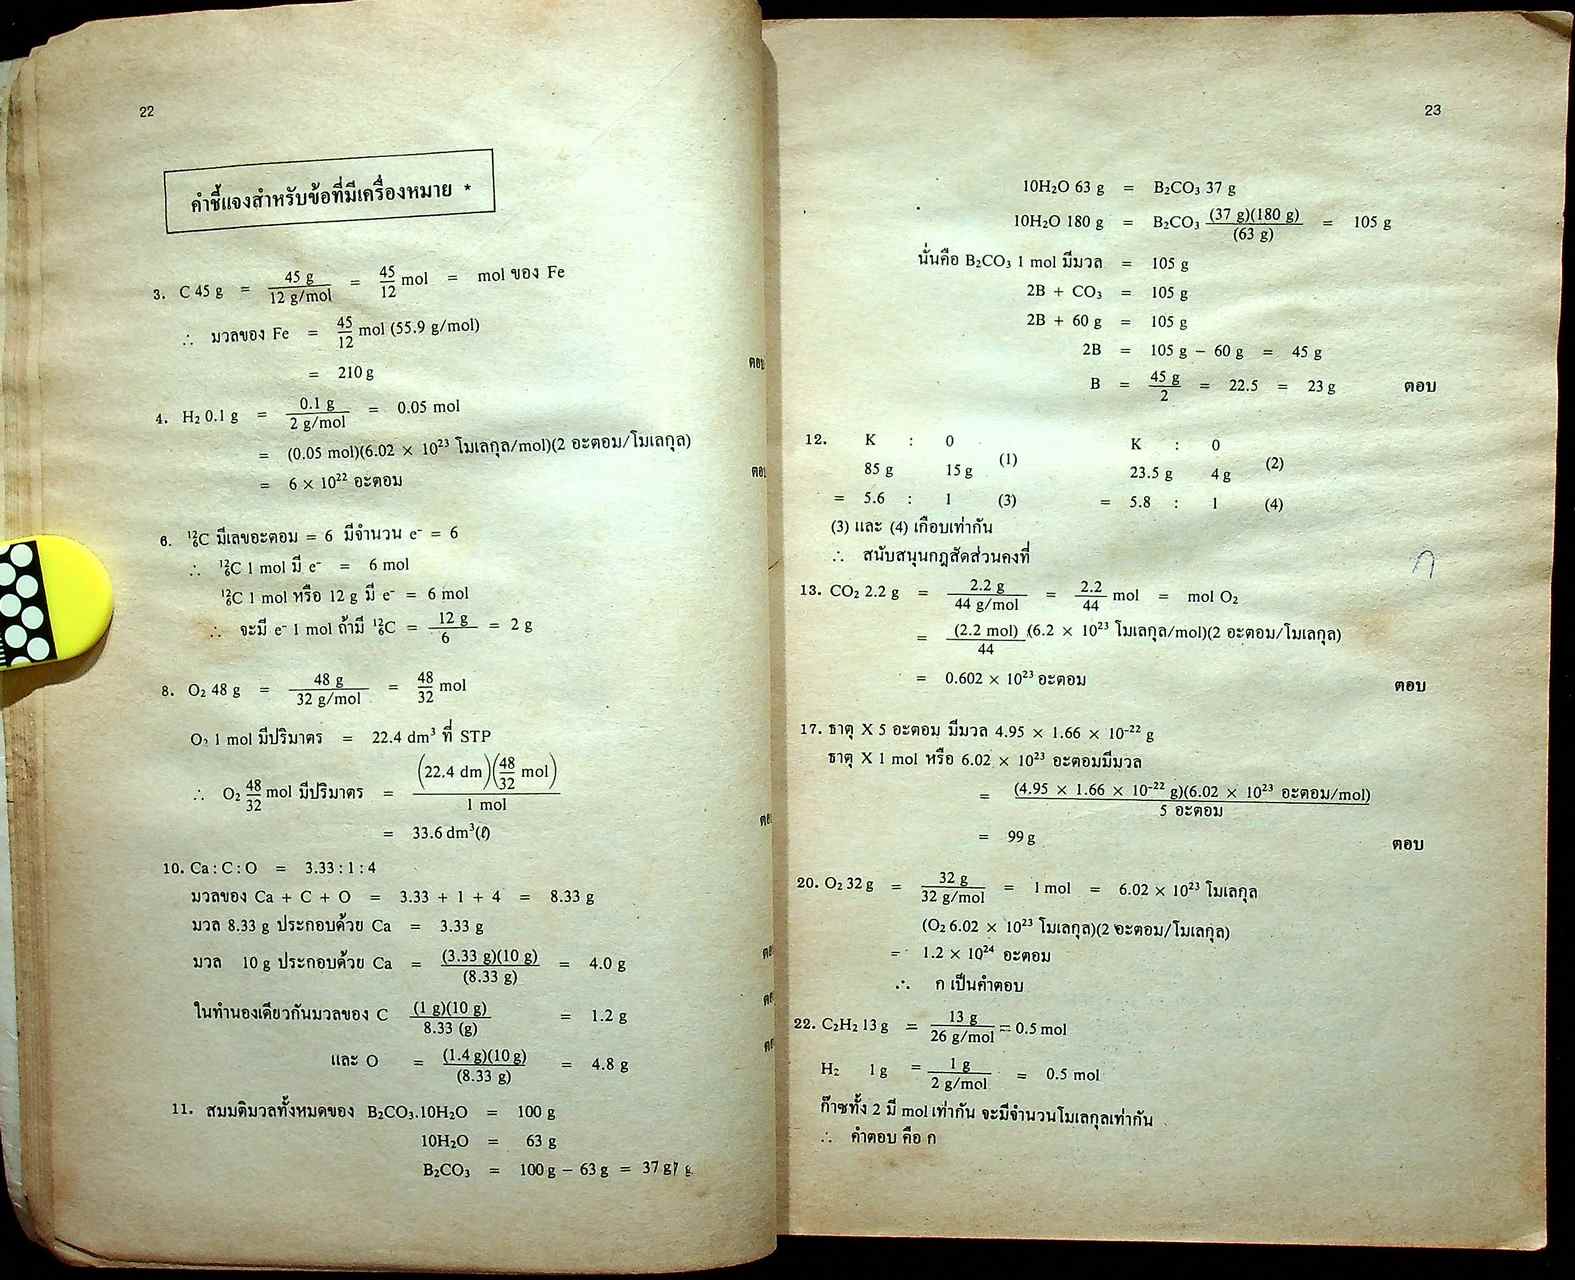 22
คำชี้แจงสำหรับข้อที่มีเครื่องหมาย *
3. C 45 g = 45 g / 12 g/mol = 45/12 mol = mol ของ Fe
∴ มวลของ Fe = 45/12 mol (55.9 g/mol)
= 210 g ตอบ
4. H₂ 0.1 g = 0.1 g / 2 g/mol = 0.05 mol
= (0.05 mol)(6.02 × 10²³ โมเลกุล/mol)(2 อะตอม/โมเลกุล)
= 6 × 10²² อะตอม ตอบ
6. ¹²₆C มีเลขอะตอม = 6 มีจำนวน e⁻ = 6
∴ ¹²₆C 1 mol มี e⁻ = 6 mol
¹²₆C 1 mol หรือ 12 g มี e⁻ = 6 mol
∴ จะมี e⁻ 1 mol ถ้ามี ¹²₆C = 12 g / 6 = 2 g
8. O₂ 48 g = 48 g / 32 g/mol = 48/32 mol
O₂ 1 mol มีปริมาตร = 22.4 dm³ ที่ STP
∴ O₂ 48/32 mol มีปริมาตร = (22.4 dm)(48/32 mol) / 1 mol
= 33.6 dm³(ℓ) ตอบ
10. Ca : C : O = 3.33 : 1 : 4
มวลของ Ca + C + O = 3.33 + 1 + 4 = 8.33 g
มวล 8.33 g ประกอบด้วย Ca = 3.33 g
มวล 10 g ประกอบด้วย Ca = (3.33 g)(10 g) / (8.33 g) = 4.0 g ตอบ
ในทำนองเดียวกันมวลของ C (1 g)(10 g) / 8.33 (g) = 1.2 g ตอบ
และ O = (1.4 g)(10 g) / (8.33 g) = 4.8 g ตอบ
11. สมมติมวลทั้งหมดของ B₂CO₃.10H₂O = 100 g
10H₂O = 63 g
B₂CO₃ = 100 g − 63 g = 37 g
23
10H₂O 63 g = B₂CO₃ 37 g
10H₂O 180 g = B₂CO₃ (37 g)(180 g) / (63 g) = 105 g
นั่นคือ B₂CO₃ 1 mol มีมวล = 105 g
2B + CO₃ = 105 g
2B + 60 g = 105 g
2B = 105 g − 60 g = 45 g
B = 45 g / 2 = 22.5 = 23 g ตอบ
12. K : 0 K : 0
85 g 15 g (1) 23.5 g 4 g (2)
= 5.6 : 1 (3) = 5.8 : 1 (4)
(3) และ (4) เกือบเท่ากัน
∴ สนับสนุนกฎสัดส่วนคงที่
13. CO₂ 2.2 g = 2.2 g / 44 g/mol = 2.2/44 mol = mol O₂
= (2.2 mol) / 44 (6.2 × 10²³ โมเลกุล/mol)(2 อะตอม/โมเลกุล)
= 0.602 × 10²³ อะตอม ตอบ
17. ธาตุ X 5 อะตอม มีมวล 4.95 × 1.66 × 10⁻²² g
ธาตุ X 1 mol หรือ 6.02 × 10²³ อะตอมมีมวล
= (4.95 × 1.66 × 10⁻²² g)(6.02 × 10²³ อะตอม/mol) / 5 อะตอม
= 99 g ตอบ
20. O₂ 32 g = 32 g / 32 g/mol = 1 mol = 6.02 × 10²³ โมเลกุล
(O₂ 6.02 × 10²³ โมเลกุล)(2 อะตอม/โมเลกุล)
= 1.2 × 10²⁴ อะตอม
∴ ก เป็นคำตอบ
22. C₂H₂ 13 g = 13 g / 26 g/mol = 0.5 mol
H₂ 1 g = 1 g / 2 g/mol = 0.5 mol
ก๊าซทั้ง 2 มี mol เท่ากัน จะมีจำนวนโมเลกุลเท่ากัน
∴ คำตอบ คือ ก